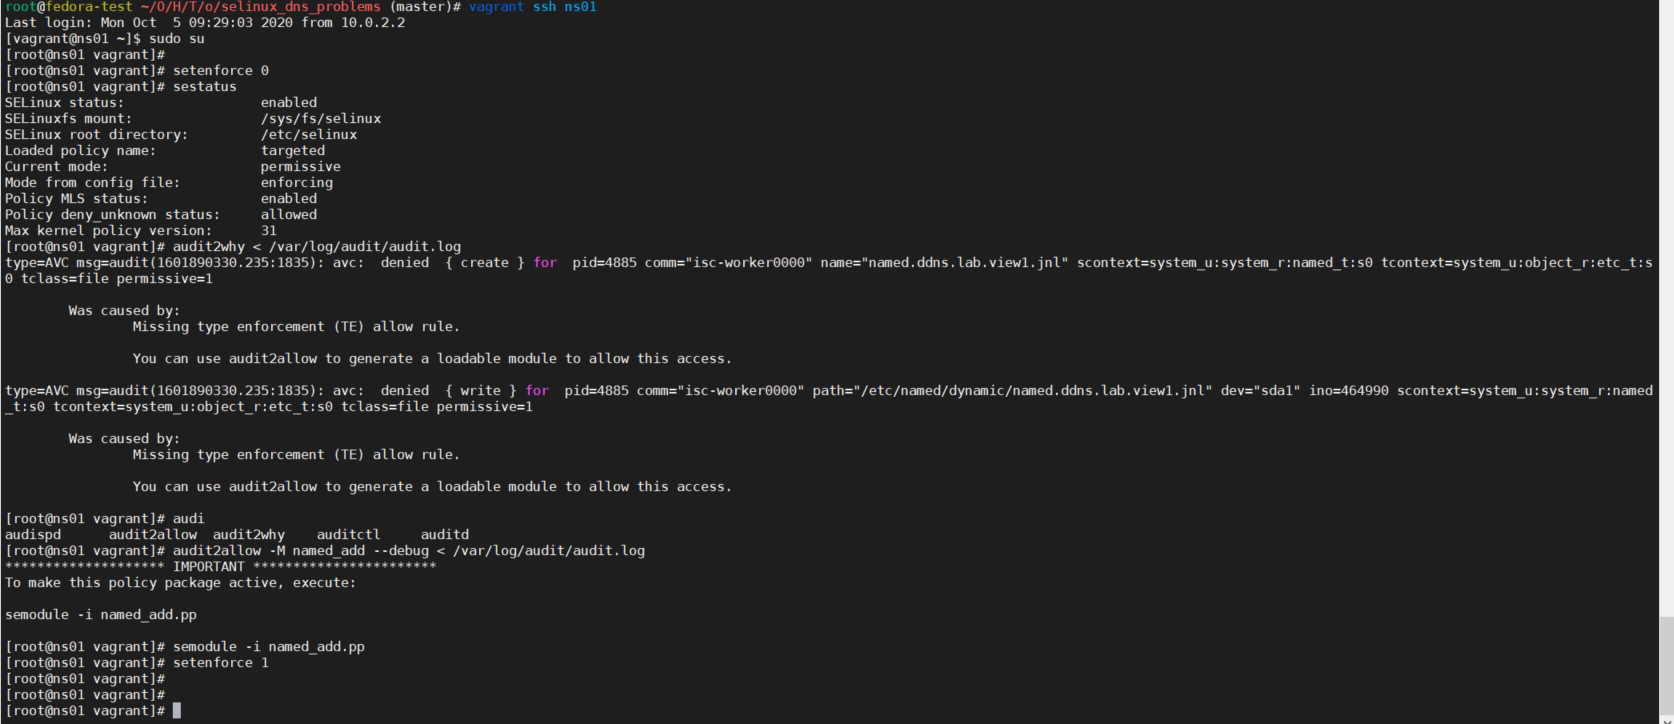 root@fedora-test ~/O/H/T/o/selinux_dns_problems (master)# vagrant ssh ns01
Last login: Mon Oct  5 09:29:03 2020 from 10.0.2.2
[vagrant@ns01 ~]$ sudo su
[root@ns01 vagrant]#
[root@ns01 vagrant]# setenforce 0
[root@ns01 vagrant]# sestatus
SELinux status:                 enabled
SELinuxfs mount:                /sys/fs/selinux
SELinux root directory:         /etc/selinux
Loaded policy name:             targeted
Current mode:                   permissive
Mode from config file:          enforcing
Policy MLS status:              enabled
Policy deny_unknown status:     allowed
Max kernel policy version:      31
[root@ns01 vagrant]# audit2why < /var/log/audit/audit.log
type=AVC msg=audit(1601890330.235:1835): avc:  denied  { create } for  pid=4885 comm="isc-worker0000" name="named.ddns.lab.view1.jnl" scontext=system_u:system_r:named_t:s0 tcontext=system_u:object_r:etc_t:s
0 tclass=file permissive=1
Was caused by:
Missing type enforcement (TE) allow rule.
You can use audit2allow to generate a loadable module to allow this access.
type=AVC msg=audit(1601890330.235:1835): avc:  denied  { write } for  pid=4885 comm="isc-worker0000" path="/etc/named/dynamic/named.ddns.lab.view1.jnl" dev="sda1" ino=464990 scontext=system_u:system_r:named
_t:s0 tcontext=system_u:object_r:etc_t:s0 tclass=file permissive=1
Was caused by:
Missing type enforcement (TE) allow rule.
You can use audit2allow to generate a loadable module to allow this access.
[root@ns01 vagrant]# audi
audispd      audit2allow  audit2why    auditctl     auditd
[root@ns01 vagrant]# audit2allow -M named_add --debug < /var/log/audit/audit.log
******************** IMPORTANT ***********************
To make this policy package active, execute:
semodule -i named_add.pp
[root@ns01 vagrant]# semodule -i named_add.pp
[root@ns01 vagrant]# setenforce 1
[root@ns01 vagrant]#
[root@ns01 vagrant]#
[root@ns01 vagrant]#